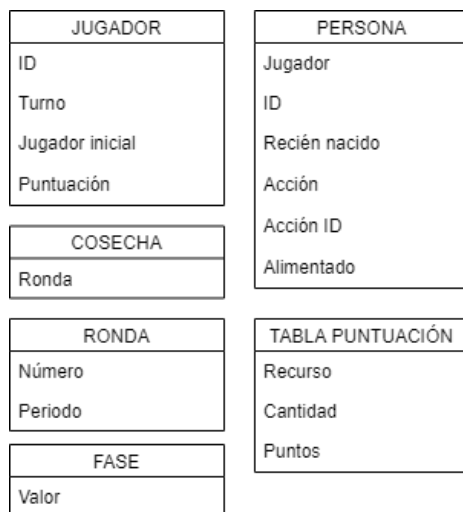 JUGADOR
ID
Turno
Jugador inicial
Puntuación
COSECHA
Ronda
RONDA
Número
Periodo
FASE
Valor
PERSONA
Jugador
ID
Recién nacido
Acción
Acción ID
Alimentado
TABLA PUNTUACIÓN
Recurso
Cantidad
Puntos